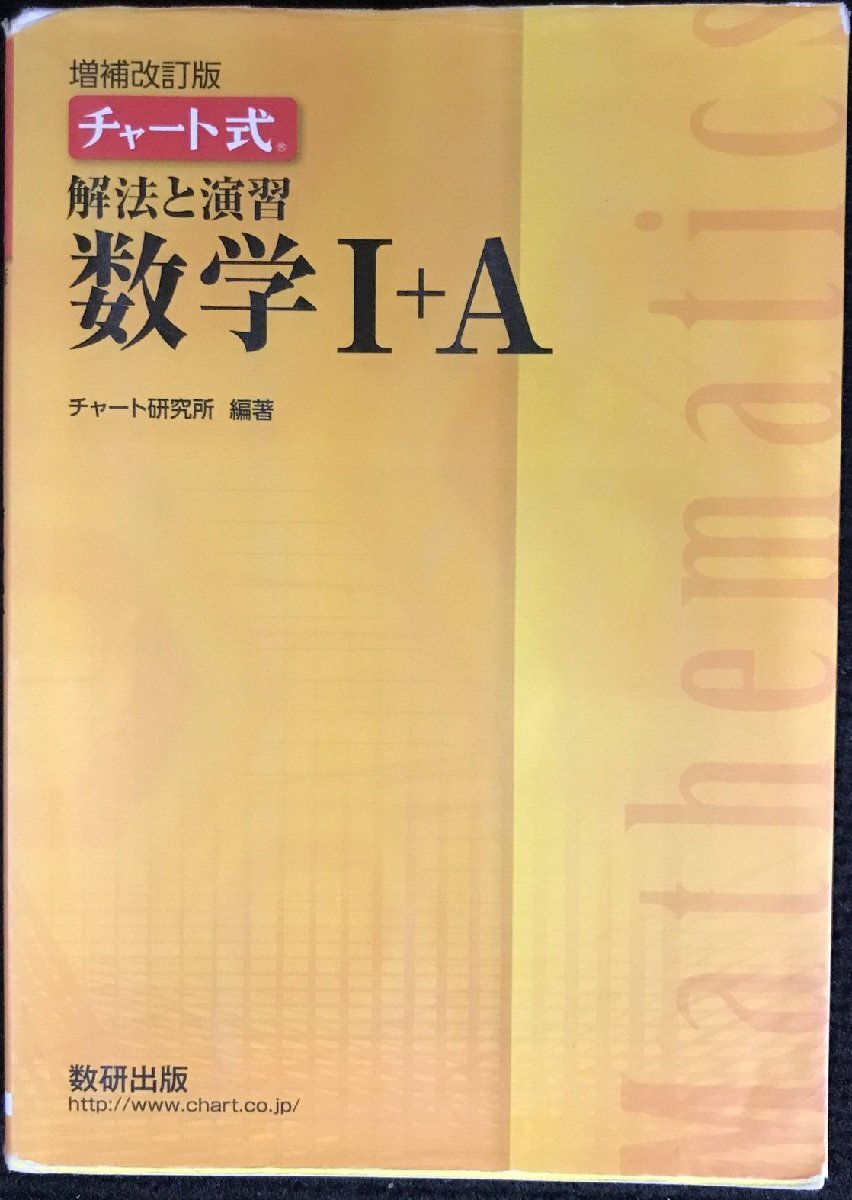 増補改訂版
チャート式®
解法と演習
数学I+A
チャート研究所 編著
Mathematics
数研出版
http://www.chart.co.jp/